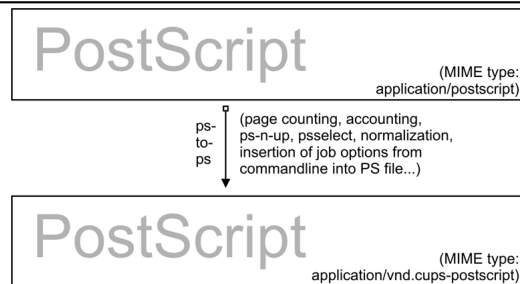 PostScript
(MIME type:
application/postscript)
ps-
to-
ps
(page counting, accounting,
ps-n-up, psselect, normalization,
insertion of job options from
commandline into PS file...)
PostScript
(MIME type:
application/vnd.cups-postscript)